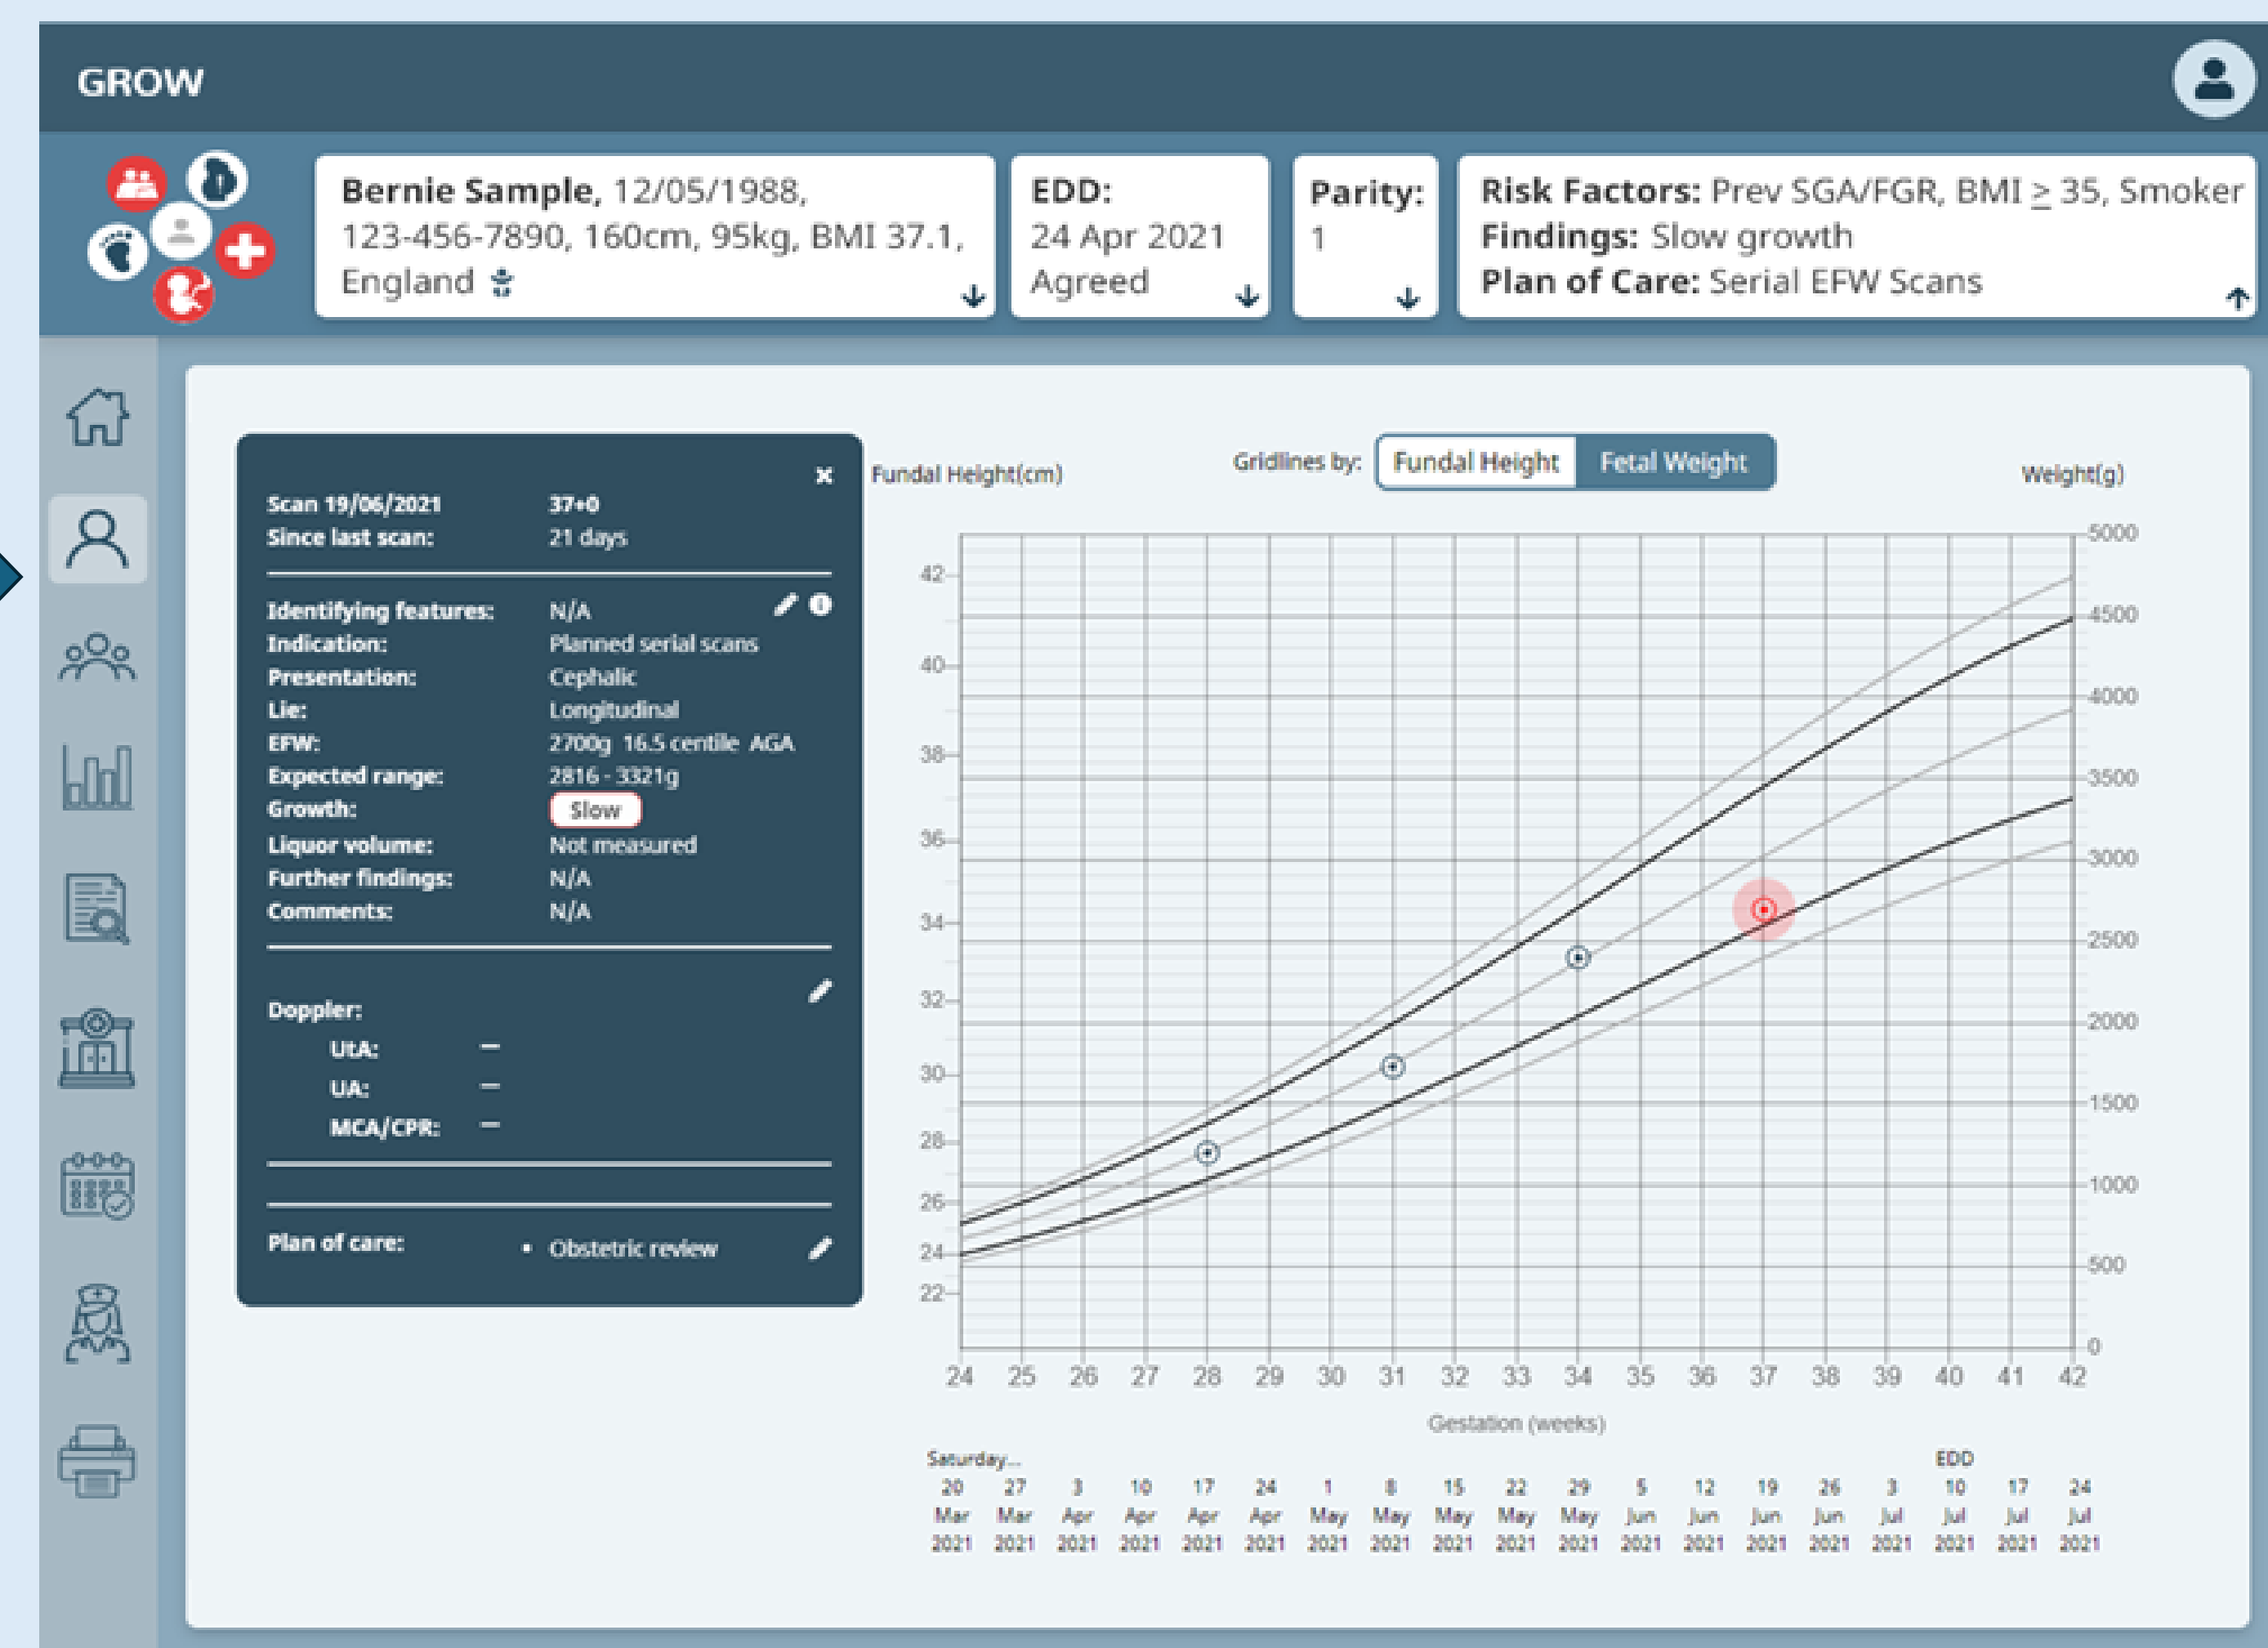 GROW
Bernie Sample, 12/05/1988,
123-456-7890, 160cm, 95kg, BMI 37.1,
England
EDD:
24 Apr 2021
Agreed
Parity:
1
Risk Factors: Prev SGA/FGR, BMI ≥ 35, Smoker
Findings: Slow growth
Plan of Care: Serial EFW Scans
Scan 19/06/2021 37+0
Since last scan: 21 days
Identifying features: N/A
Indication: Planned serial scans
Presentation: Cephalic
Lie: Longitudinal
EFW: 2700g 16.5 centile AGA
Expected range: 2816 - 3321g
Growth: Slow
Liquor volume: Not measured
Further findings: N/A
Comments: N/A
Doppler:
UtA: —
UA: —
MCA/CPR: —
Plan of care: • Obstetric review
Fundal Height(cm)
Gridlines by: Fundal Height Fetal Weight
Weight(g)
42
40
38
36
34
32
30
28
26
24
22
5000
4500
4000
3500
3000
2500
2000
1500
1000
500
0
24 25 26 27 28 29 30 31 32 33 34 35 36 37 38 39 40 41 42
Gestation (weeks)
Saturday... EDD
20 27 3 10 17 24 1 8 15 22 29 5 12 19 26 3 10 17 24
Mar Mar Apr Apr Apr Apr May May May May May Jun Jun Jun Jun Jul Jul Jul Jul
2021 2021 2021 2021 2021 2021 2021 2021 2021 2021 2021 2021 2021 2021 2021 2021 2021 2021 2021